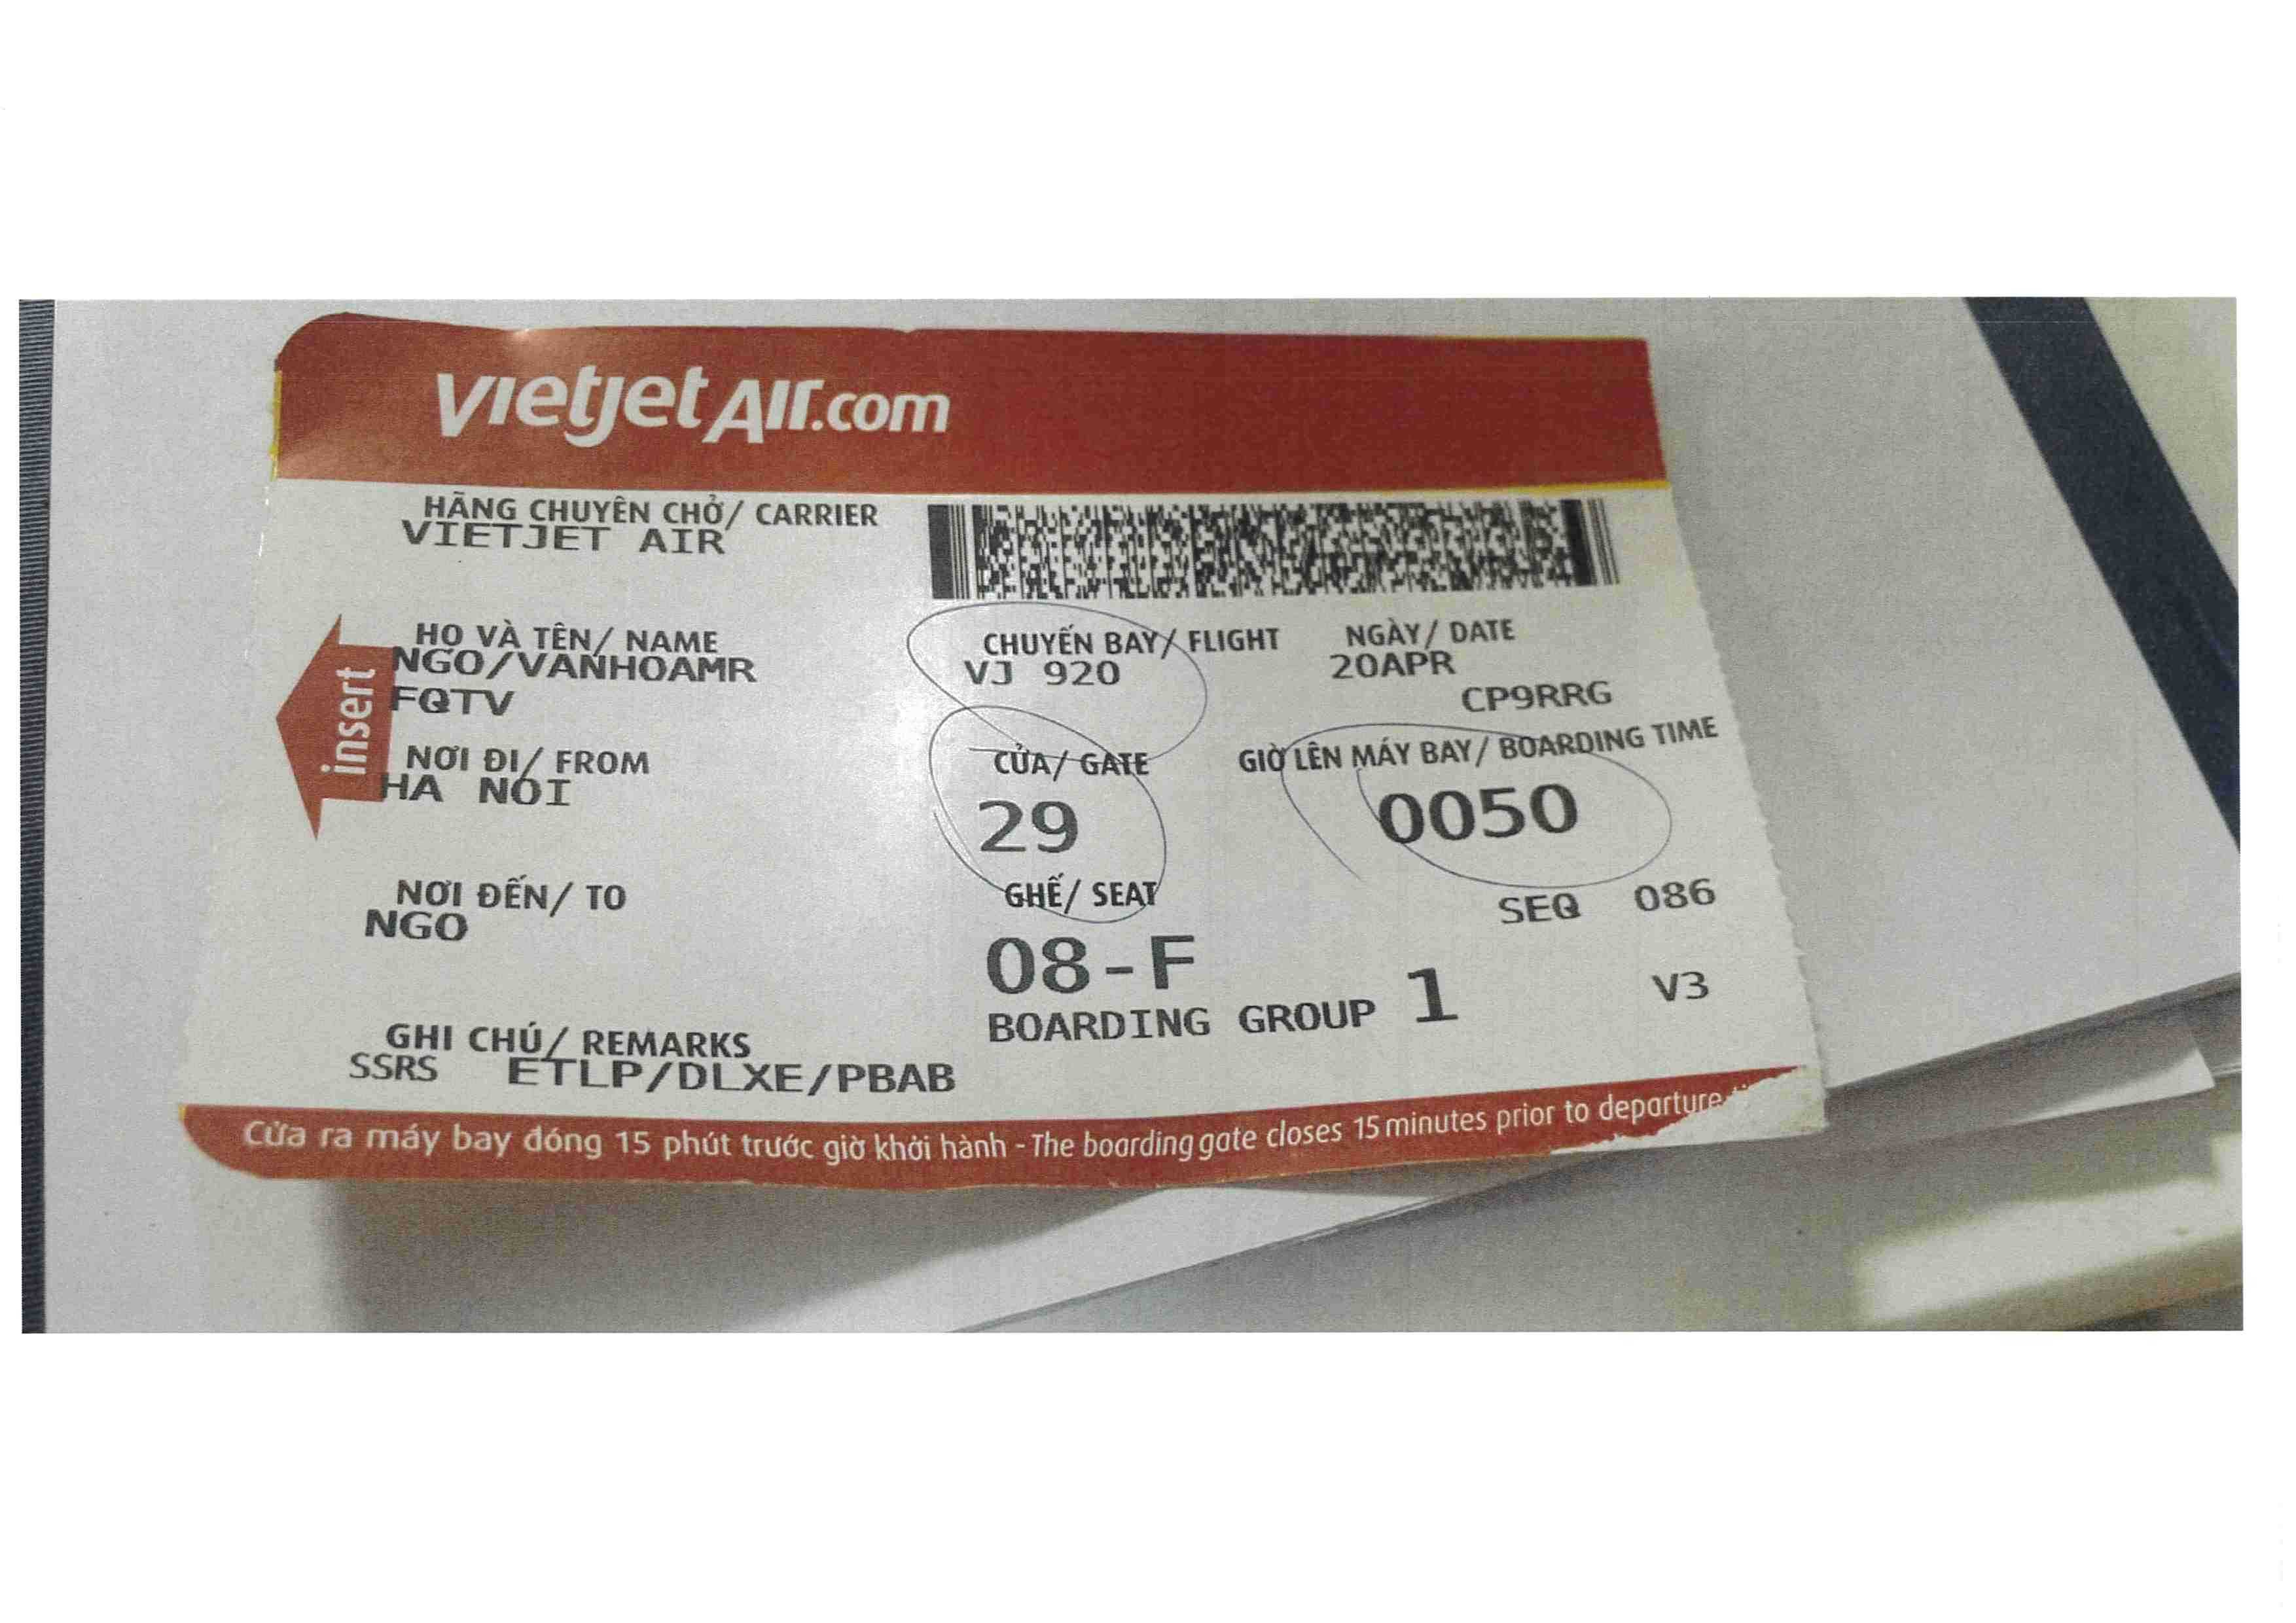 vietjetAir.com
HÃNG CHUYÊN CHỞ/ CARRIER
VIETJET AIR
HỌ VÀ TÊN/ NAME
NGO/VANHOAMR
FQTV
CHUYẾN BAY/ FLIGHT
VJ 920
NGÀY/ DATE
20APR
CP9RRG
insert
NƠI ĐI/ FROM
HA NOI
CỬA/ GATE
29
GIỜ LÊN MÁY BAY/ BOARDING TIME
0050
NƠI ĐẾN/ TO
NGO
GHẾ/ SEAT
08-F
SEQ 086
BOARDING GROUP 1
V3
GHI CHÚ/ REMARKS
SSRS ETLP/DLXE/PBAB
Cửa ra máy bay đóng 15 phút trước giờ khởi hành - The boarding gate closes 15 minutes prior to departure